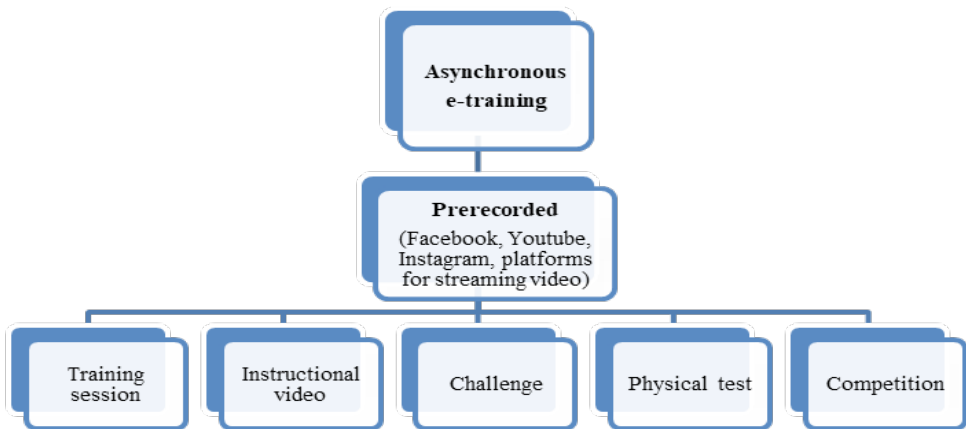 Asynchronous
e-training
Prerecorded
(Facebook, Youtube,
Instagram, platforms
for streaming video)
Training
session
Instructional
video
Challenge
Physical test
Competition